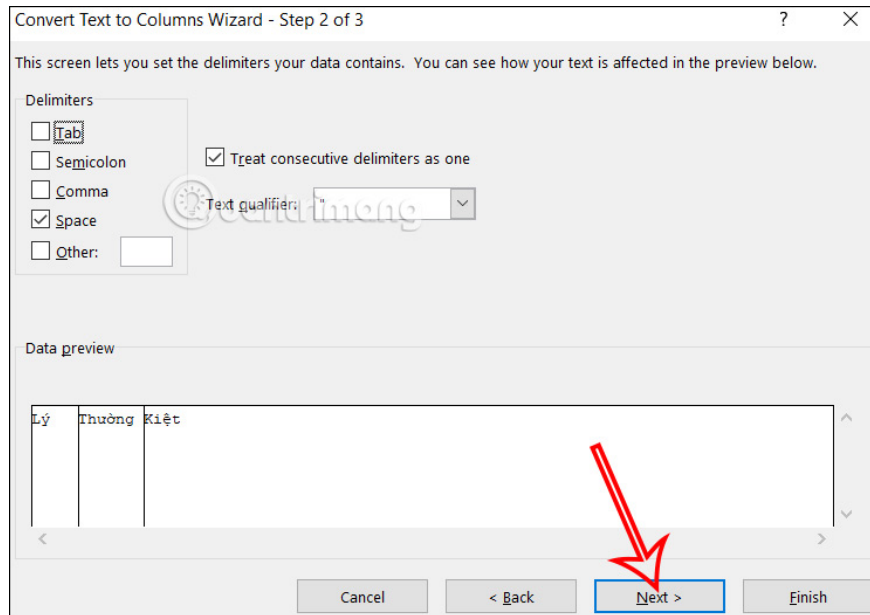 Convert Text to Columns Wizard - Step 2 of 3
? X
This screen lets you set the delimiters your data contains. You can see how your text is affected in the preview below.
Delimiters
Tab
Semicolon
Comma
Space
Other:
Treat consecutive delimiters as one
Text qualifier: "
quantrimang
Data preview
Lý Thường Kiệt
Cancel
< Back
Next >
Finish